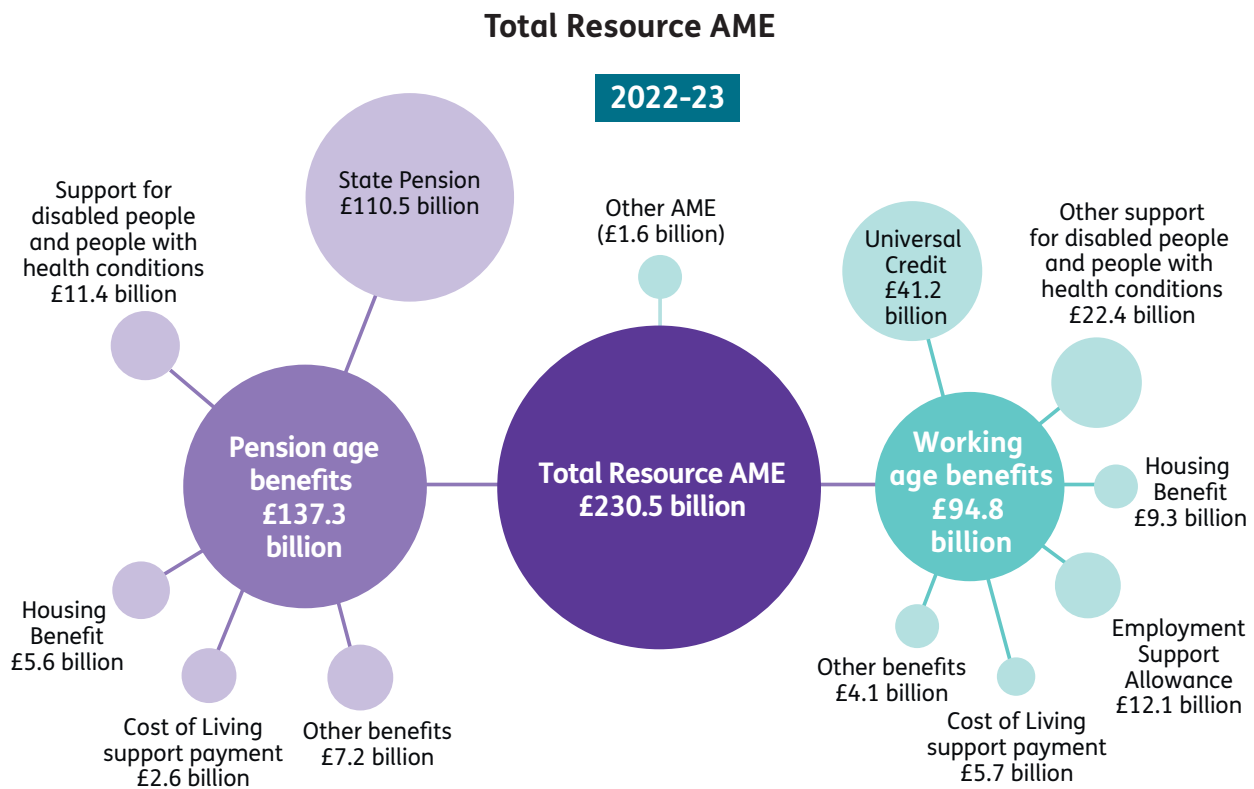 Total Resource AME
2022-23
State Pension
£110.5 billion
Support for
disabled people
and people with
health conditions
£11.4 billion
Pension age
benefits
£137.3
billion
Housing
Benefit
£5.6 billion
Cost of Living
support payment
£2.6 billion
Other benefits
£7.2 billion
Other AME
(£1.6 billion)
Total Resource AME
£230.5 billion
Universal
Credit
£41.2
billion
Other support
for disabled people
and people with
health conditions
£22.4 billion
Working
age benefits
£94.8
billion
Housing
Benefit
£9.3 billion
Employment
Support
Allowance
£12.1 billion
Other benefits
£4.1 billion
Cost of Living
support payment
£5.7 billion